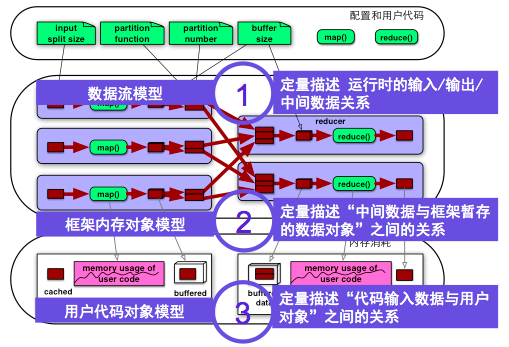 配置和用户代码
input
split size
partition
function
partition
number
buffer
size
map()
reduce()
数据流模型
1
定量描述 运行时的输入/输出/
中间数据关系
map()
reducer
map()
reduce()
map()
reduce()
框架内存对象模型
2
定量描述“中间数据与框架暂存
的数据对象”之间的关系
内存消耗
memory usage of
user code
cached
buffered
memory usage of
user code
用户代码对象模型
3
定量描述“代码输入数据与用户
对象”之间的关系